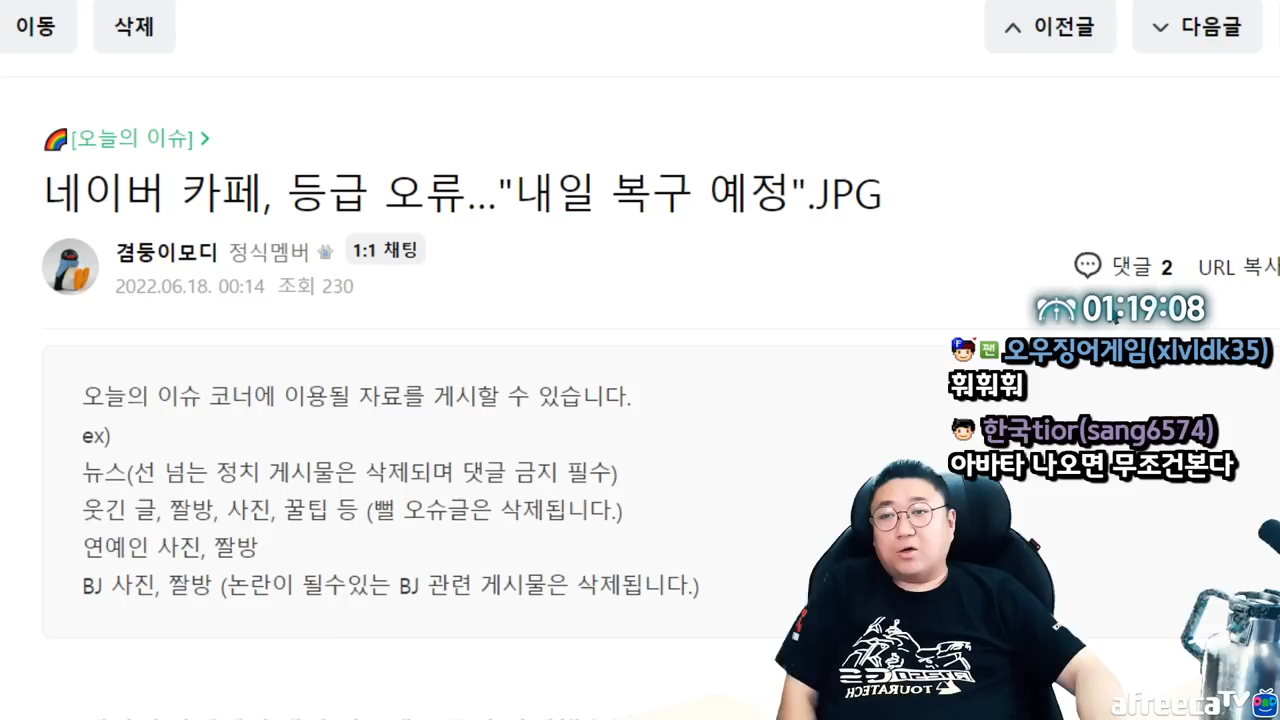 이동
삭제
이전글
다음글
[오늘의 이슈]
네이버 카페, 등급 오류..."내일 복구 예정".JPG
겸둥이모디 정식멤버 1:1 채팅
2022.06.18. 00:14 조회 230
댓글 2 URL 복사
01:19:08
F 팬 오우징어게임(xlvldk35)
훠훠훠
한국tior(sang6574)
아바타 나오면 무조건본다
오늘의 이슈 코너에 이용될 자료를 게시할 수 있습니다.
ex)
뉴스(선 넘는 정치 게시물은 삭제되며 댓글 금지 필수)
웃긴 글, 짤방, 사진, 꿀팁 등 (뻘 오슈글은 삭제됩니다.)
연예인 사진, 짤방
BJ 사진, 짤방 (논란이 될수있는 BJ 관련 게시물은 삭제됩니다.)
TOURATECH
afreecaTV